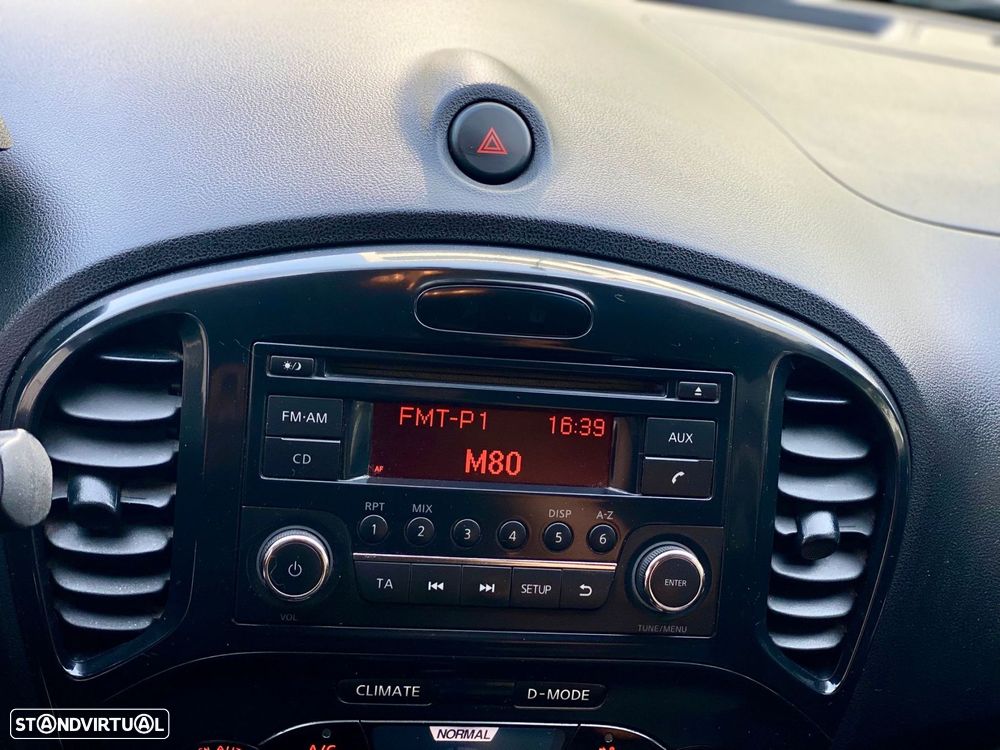 FM·AM
FMT-P1 16:39
AUX
CD
AF
M80
RPT MIX DISP A-Z
1 2 3 4 5 6
TA SETUP ENTER
VOL
TUNE/MENU
CLIMATE D-MODE
NORMAL
A/C
STANDVIRTUAL